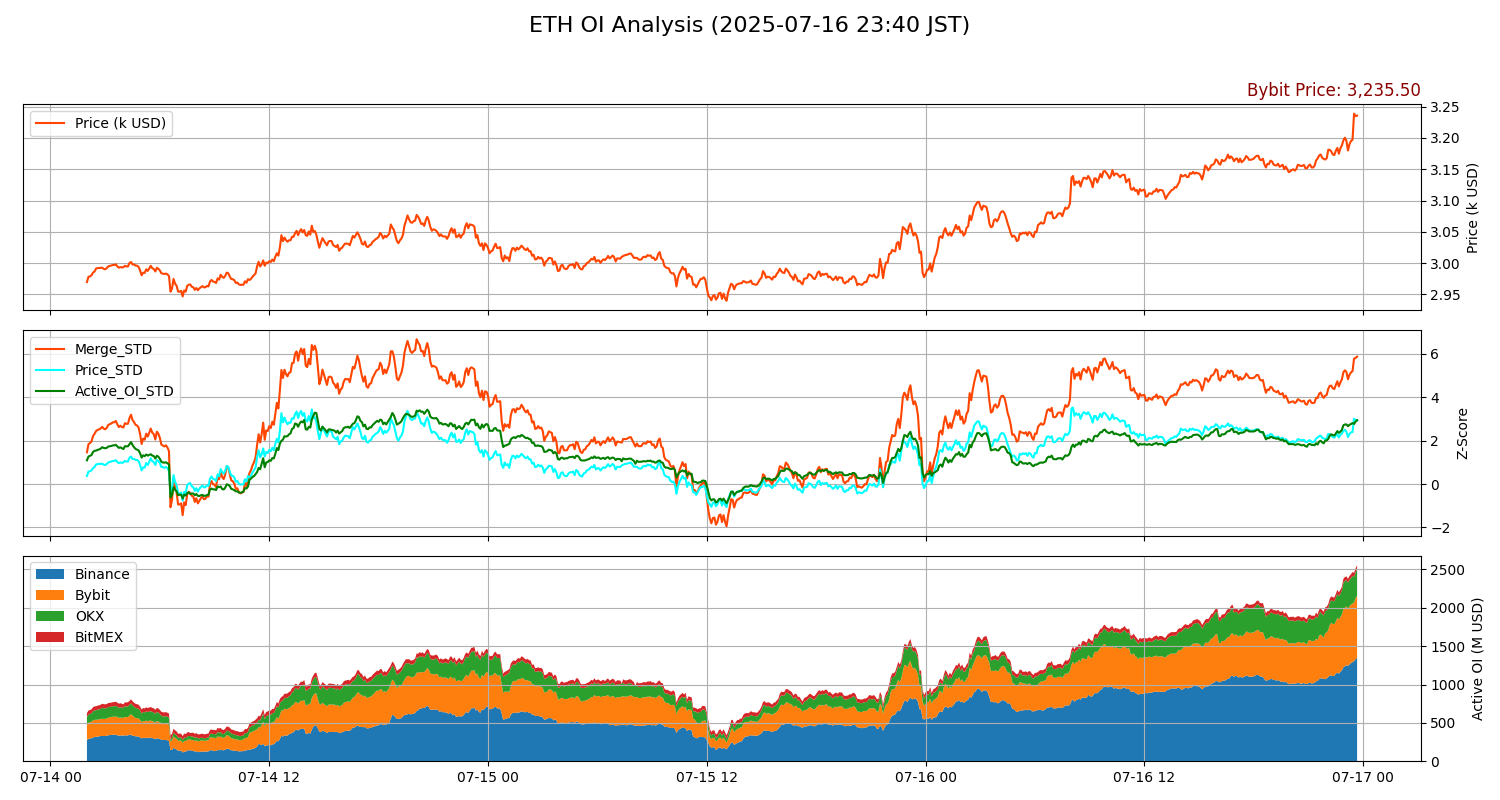 ETH OI Analysis (2025-07-16 23:40 JST)
Bybit Price: 3,235.50
Price (k USD)
3.25
3.20
3.15
3.10
3.05
3.00
2.95
Price (k USD)
Merge_STD
Price_STD
Active_OI_STD
6
4
2
0
−2
Z-Score
Binance
Bybit
OKX
BitMEX
2500
2000
1500
1000
500
0
Active OI (M USD)
07-14 00
07-14 12
07-15 00
07-15 12
07-16 00
07-16 12
07-17 00